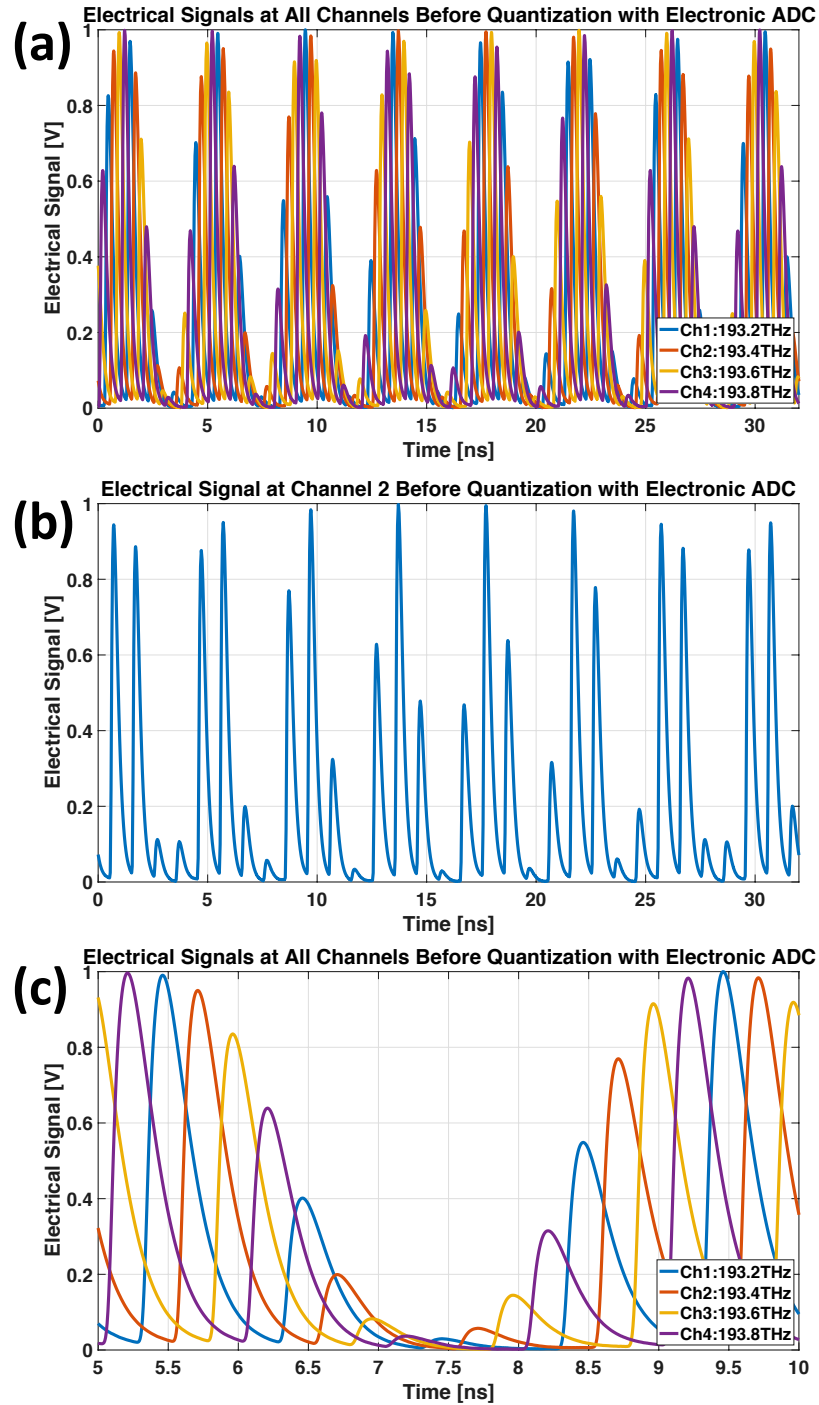 Electrical Signals at All Channels Before Quantization with Electronic ADC
(a)
1
0.8
0.6
0.4
0.2
0
Electrical Signal [V]
Ch1:193.2THz
Ch2:193.4THz
Ch3:193.6THz
Ch4:193.8THz
0 5 10 15 20 25 30
Time [ns]
Electrical Signal at Channel 2 Before Quantization with Electronic ADC
(b)
1
0.8
0.6
0.4
0.2
0
Electrical Signal [V]
0 5 10 15 20 25 30
Time [ns]
Electrical Signals at All Channels Before Quantization with Electronic ADC
(c)
1
0.8
0.6
0.4
0.2
0
Electrical Signal [V]
Ch1:193.2THz
Ch2:193.4THz
Ch3:193.6THz
Ch4:193.8THz
5 5.5 6 6.5 7 7.5 8 8.5 9 9.5 10
Time [ns]